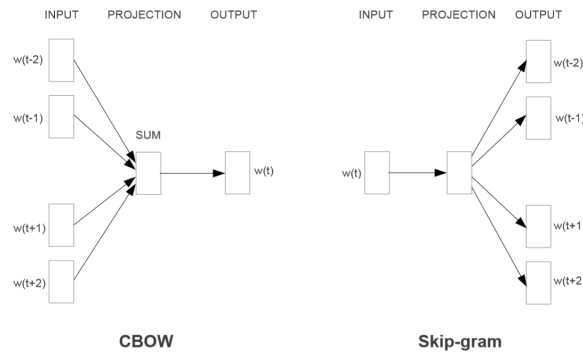 INPUT PROJECTION OUTPUT
w(t-2)
w(t-1)
SUM
w(t)
w(t+1)
w(t+2)
CBOW
INPUT PROJECTION OUTPUT
w(t-2)
w(t-1)
w(t)
w(t+1)
w(t+2
Skip-gram